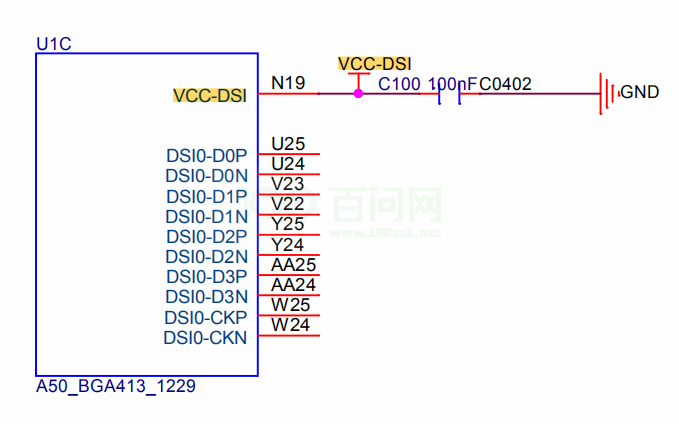 U1C
VCC-DSI
VCC-DSI N19 C100 100nF C0402 GND
DSI0-D0P U25
DSI0-D0N U24
DSI0-D1P V23
DSI0-D1N V22
DSI0-D2P Y25
DSI0-D2N Y24
DSI0-D3P AA25
DSI0-D3N AA24
DSI0-CKP W25
DSI0-CKN W24
百问网
www.100ask.net
A50_BGA413_1229